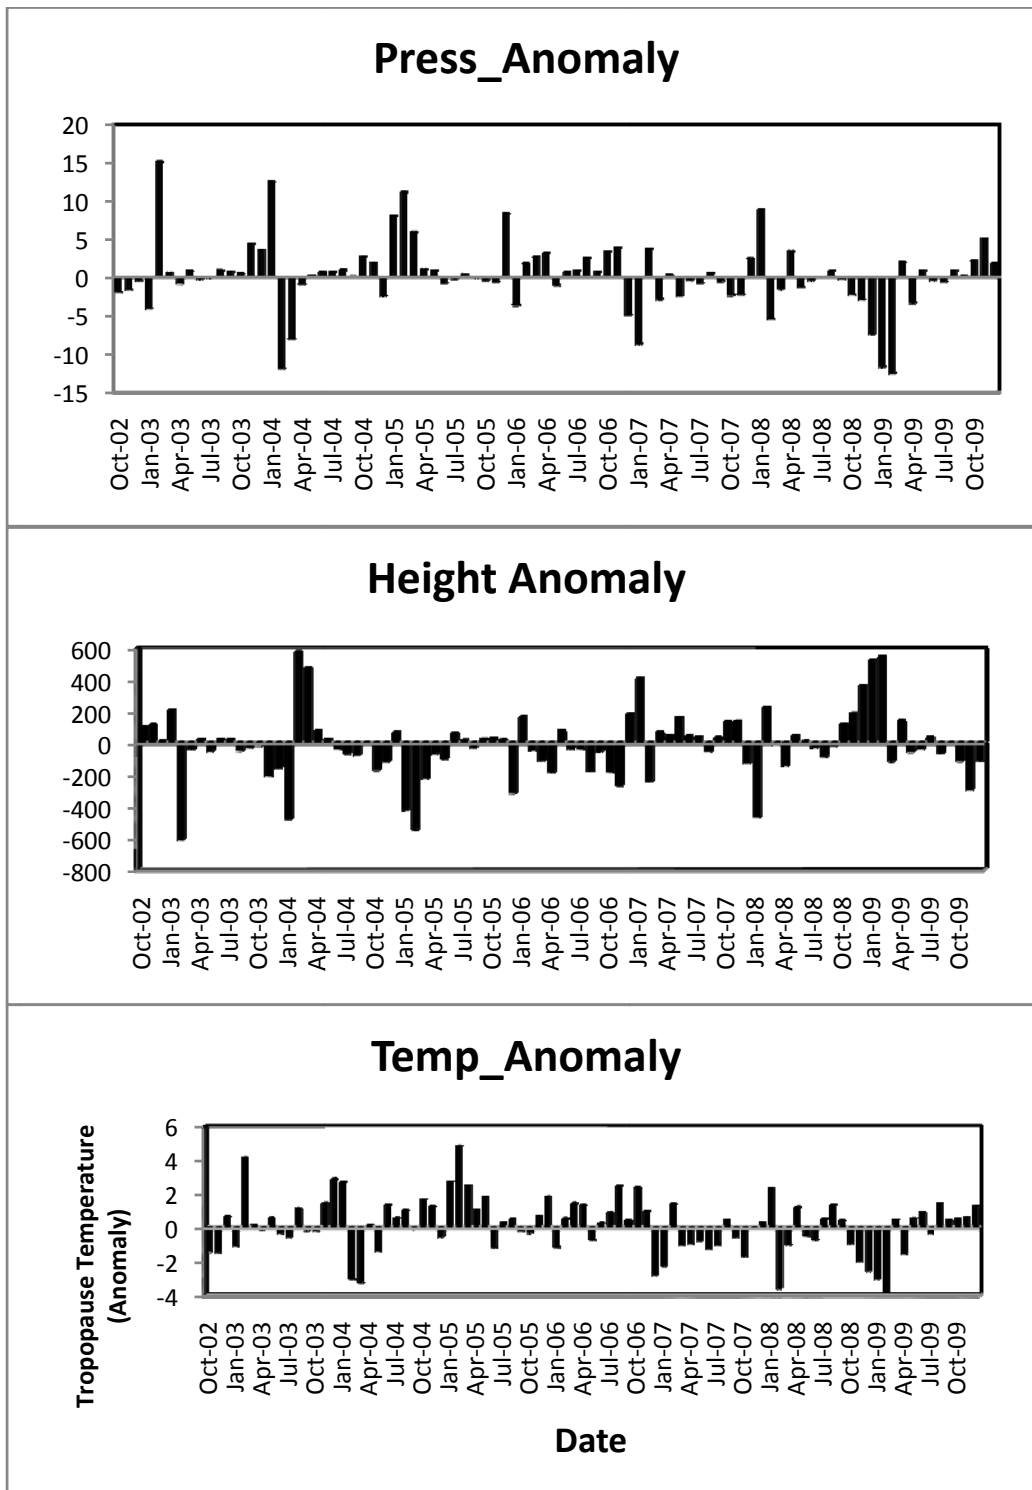 Press_Anomaly
20
15
10
5
0
-5
-10
-15
Oct-02
Jan-03
Apr-03
Jul-03
Oct-03
Jan-04
Apr-04
Jul-04
Oct-04
Jan-05
Apr-05
Jul-05
Oct-05
Jan-06
Apr-06
Jul-06
Oct-06
Jan-07
Apr-07
Jul-07
Oct-07
Jan-08
Apr-08
Jul-08
Oct-08
Jan-09
Apr-09
Jul-09
Oct-09
Height Anomaly
600
400
200
0
-200
-400
-600
-800
Oct-02
Jan-03
Apr-03
Jul-03
Oct-03
Jan-04
Apr-04
Jul-04
Oct-04
Jan-05
Apr-05
Jul-05
Oct-05
Jan-06
Apr-06
Jul-06
Oct-06
Jan-07
Apr-07
Jul-07
Oct-07
Jan-08
Apr-08
Jul-08
Oct-08
Jan-09
Apr-09
Jul-09
Oct-09
Temp_Anomaly
Tropopause Temperature
(Anomaly)
6
4
2
0
-2
-4
Oct-02
Jan-03
Apr-03
Jul-03
Oct-03
Jan-04
Apr-04
Jul-04
Oct-04
Jan-05
Apr-05
Jul-05
Oct-05
Jan-06
Apr-06
Jul-06
Oct-06
Jan-07
Apr-07
Jul-07
Oct-07
Jan-08
Apr-08
Jul-08
Oct-08
Jan-09
Apr-09
Jul-09
Oct-09
Date